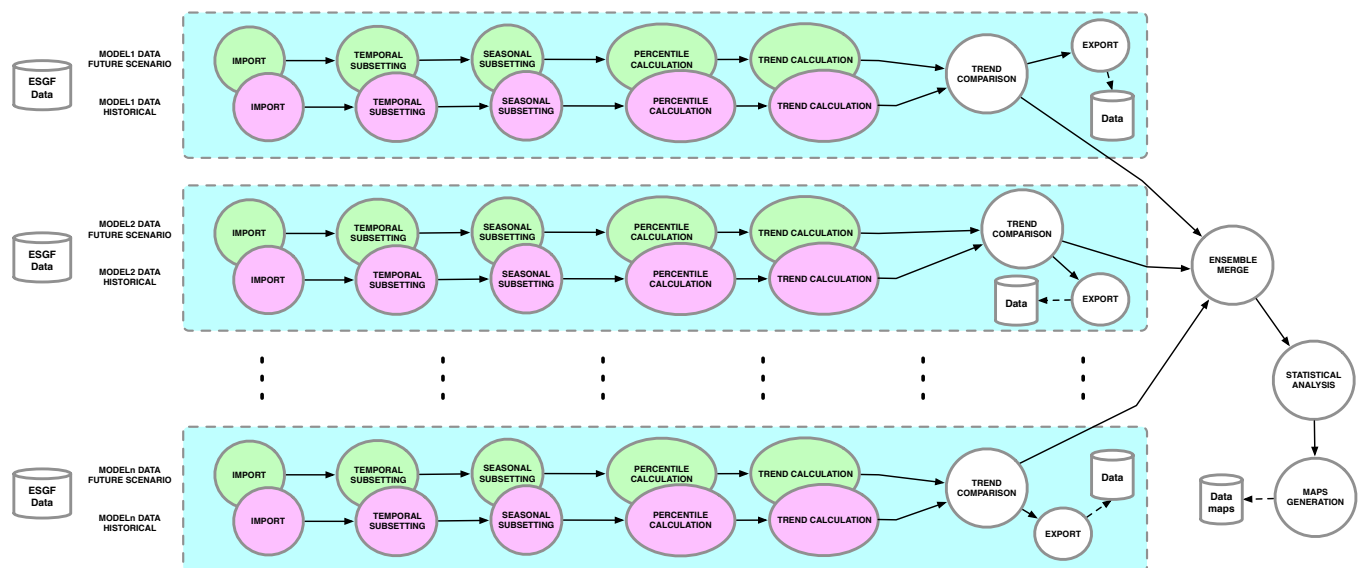 ESGF
Data
MODEL1 DATA
FUTURE SCENARIO
MODEL1 DATA
HISTORICAL
IMPORT
TEMPORAL
SUBSETTING
SEASONAL
SUBSETTING
PERCENTILE
CALCULATION
TREND CALCULATION
IMPORT
TEMPORAL
SUBSETTING
SEASONAL
SUBSETTING
PERCENTILE
CALCULATION
TREND CALCULATION
TREND
COMPARISON
EXPORT
Data
ESGF
Data
MODEL2 DATA
FUTURE SCENARIO
MODEL2 DATA
HISTORICAL
IMPORT
TEMPORAL
SUBSETTING
SEASONAL
SUBSETTING
PERCENTILE
CALCULATION
TREND CALCULATION
IMPORT
TEMPORAL
SUBSETTING
SEASONAL
SUBSETTING
PERCENTILE
CALCULATION
TREND CALCULATION
TREND
COMPARISON
EXPORT
Data
ESGF
Data
MODELn DATA
FUTURE SCENARIO
MODELn DATA
HISTORICAL
IMPORT
TEMPORAL
SUBSETTING
SEASONAL
SUBSETTING
PERCENTILE
CALCULATION
TREND CALCULATION
IMPORT
TEMPORAL
SUBSETTING
SEASONAL
SUBSETTING
PERCENTILE
CALCULATION
TREND CALCULATION
TREND
COMPARISON
EXPORT
Data
ENSEMBLE
MERGE
STATISTICAL
ANALYSIS
MAPS
GENERATION
Data
maps